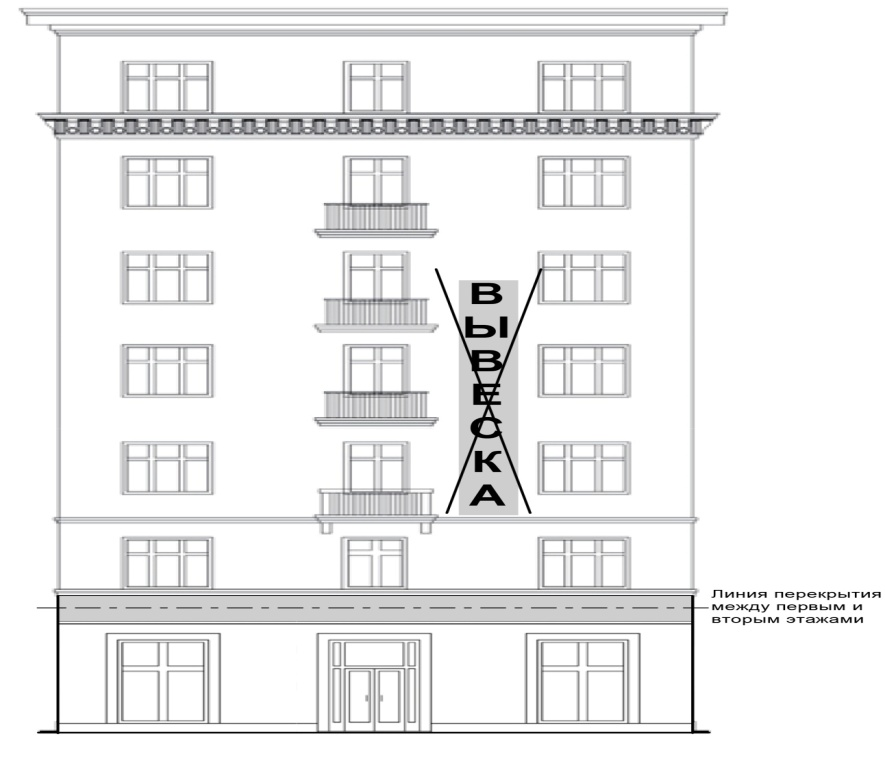 В
Ы
В
Е
С
К
А
Линия перекрытия
между первым и
вторым этажами